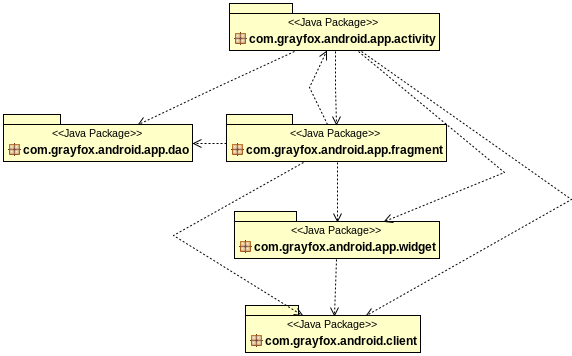 <<Java Package>>
com.grayfox.android.app.activity
<<Java Package>>
com.grayfox.android.app.dao
<<Java Package>>
com.grayfox.android.app.fragment
<<Java Package>>
com.grayfox.android.app.widget
<<Java Package>>
com.grayfox.android.client